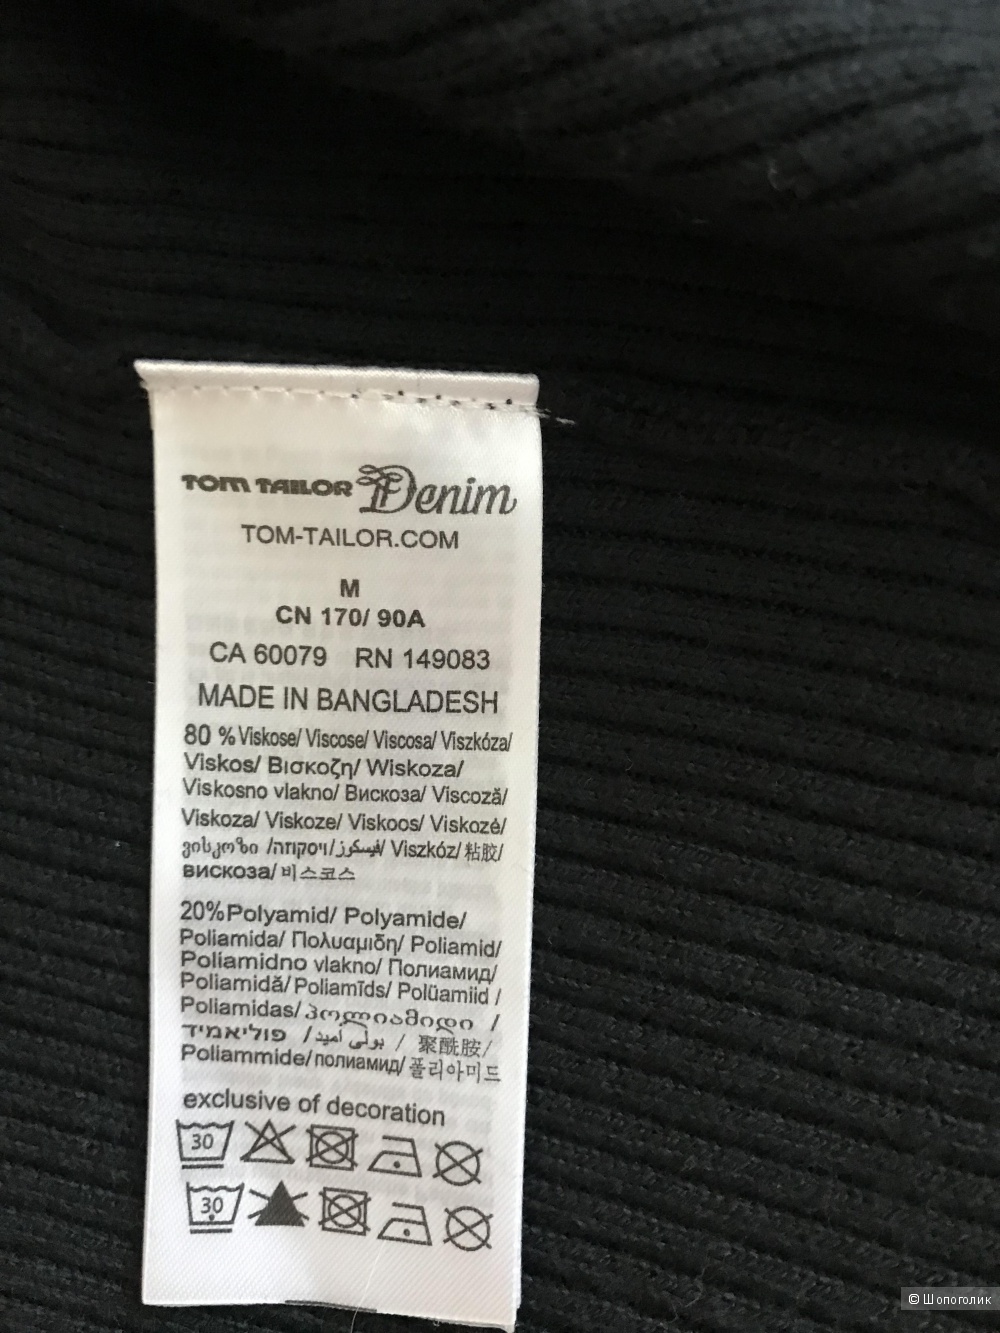 TOM TAILOR Denim
TOM-TAILOR.COM
M
CN 170/ 90A
CA 60079 RN 149083
MADE IN BANGLADESH
80 % Viskose/ Viscose/ Viscosa/ Viszkóza/
Viskos/ Βισκοζη/ Wiskoza/
Viskosno vlakno/ Вискоза/ Viscoză/
Viskoza/ Viskoze/ Viskoos/ Viskozė/
ვისკოზი /ויסקוזה/فيسكوز/ Viszkóz/ 粘胶/
вискоза/ 비스코스
20%Polyamid/ Polyamide/
Poliamida/ Πολυαμιδη/ Poliamid/
Poliamidno vlakno/ Полиамид/
Poliamidă/ Poliamīds/ Polüamiid /
Poliamidas/ პოლიამიდი /
פוליאמיד /بولي أميد / 聚酰胺/
Poliammide/ полиамид/ 폴리아미드
exclusive of decoration
30
30
© Шопоголик